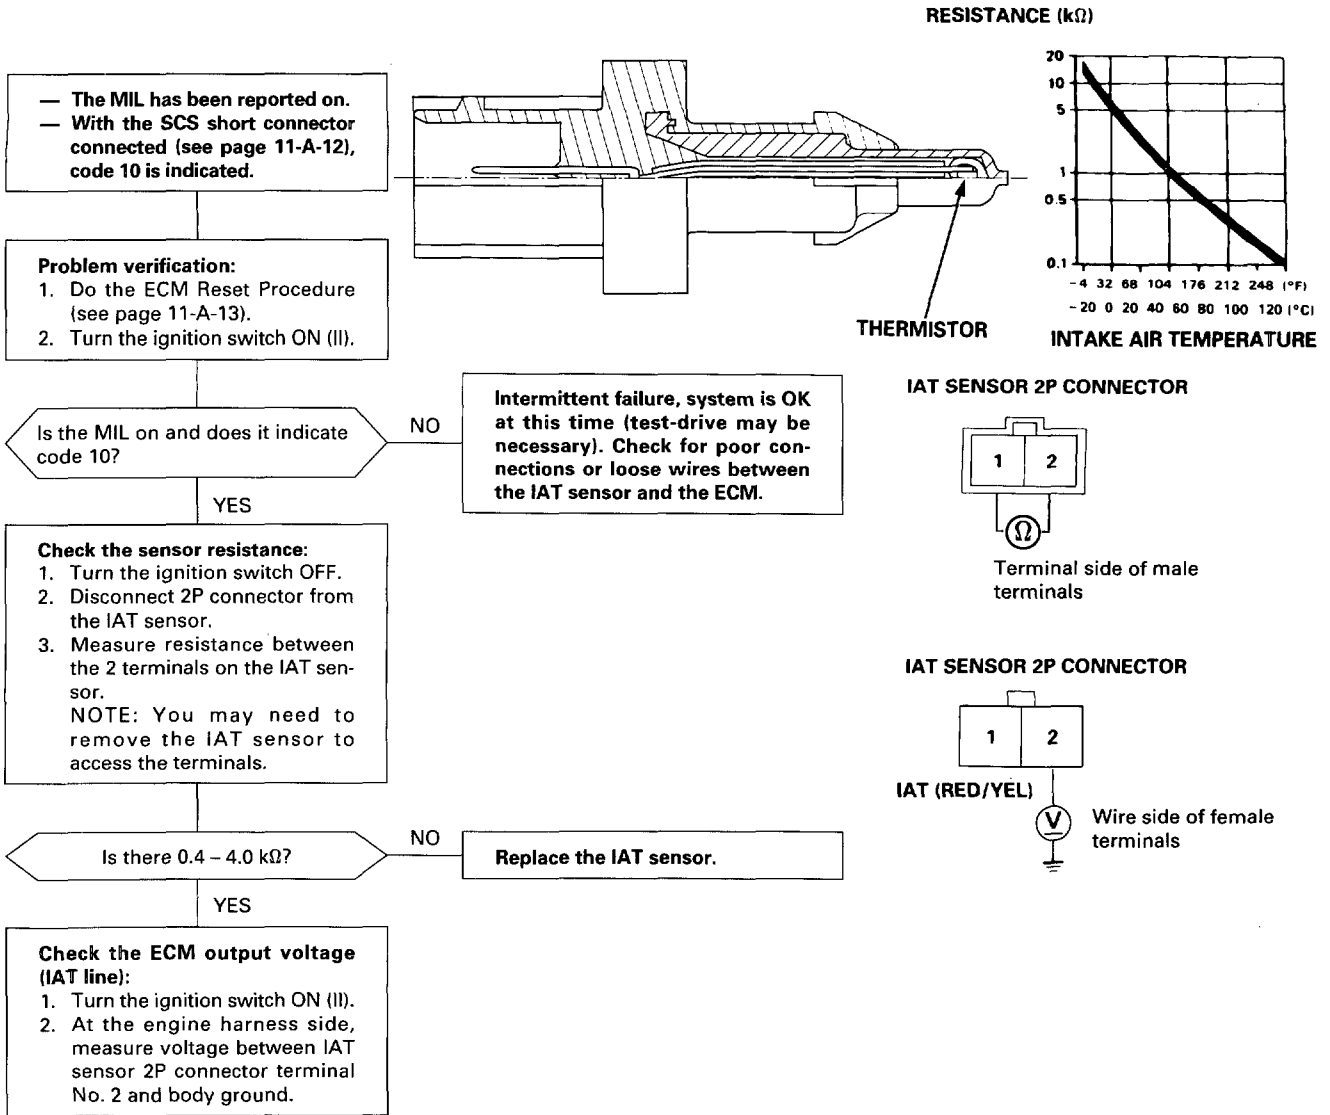 — The MIL has been reported on.
— With the SCS short connector
connected (see page 11-A-12),
code 10 is indicated.
Problem verification:
1. Do the ECM Reset Procedure
(see page 11-A-13).
2. Turn the ignition switch ON (II).
Is the MIL on and does it indicate
code 10?
NO
Intermittent failure, system is OK
at this time (test-drive may be
necessary). Check for poor con-
nections or loose wires between
the IAT sensor and the ECM.
YES
Check the sensor resistance:
1. Turn the ignition switch OFF.
2. Disconnect 2P connector from
the IAT sensor.
3. Measure resistance between
the 2 terminals on the IAT sen-
sor.
NOTE: You may need to
remove the IAT sensor to
access the terminals.
Is there 0.4 – 4.0 kΩ?
NO
Replace the IAT sensor.
YES
Check the ECM output voltage
(IAT line):
1. Turn the ignition switch ON (II).
2. At the engine harness side,
measure voltage between IAT
sensor 2P connector terminal
No. 2 and body ground.
THERMISTOR
RESISTANCE (kΩ)
20
10
5
1
0.5
0.1
-4 32 68 104 176 212 248 (°F)
-20 0 20 40 60 80 100 120 (°C)
INTAKE AIR TEMPERATURE
IAT SENSOR 2P CONNECTOR
1 2
Ω
Terminal side of male
terminals
IAT SENSOR 2P CONNECTOR
1 2
IAT (RED/YEL)
V
Wire side of female
terminals